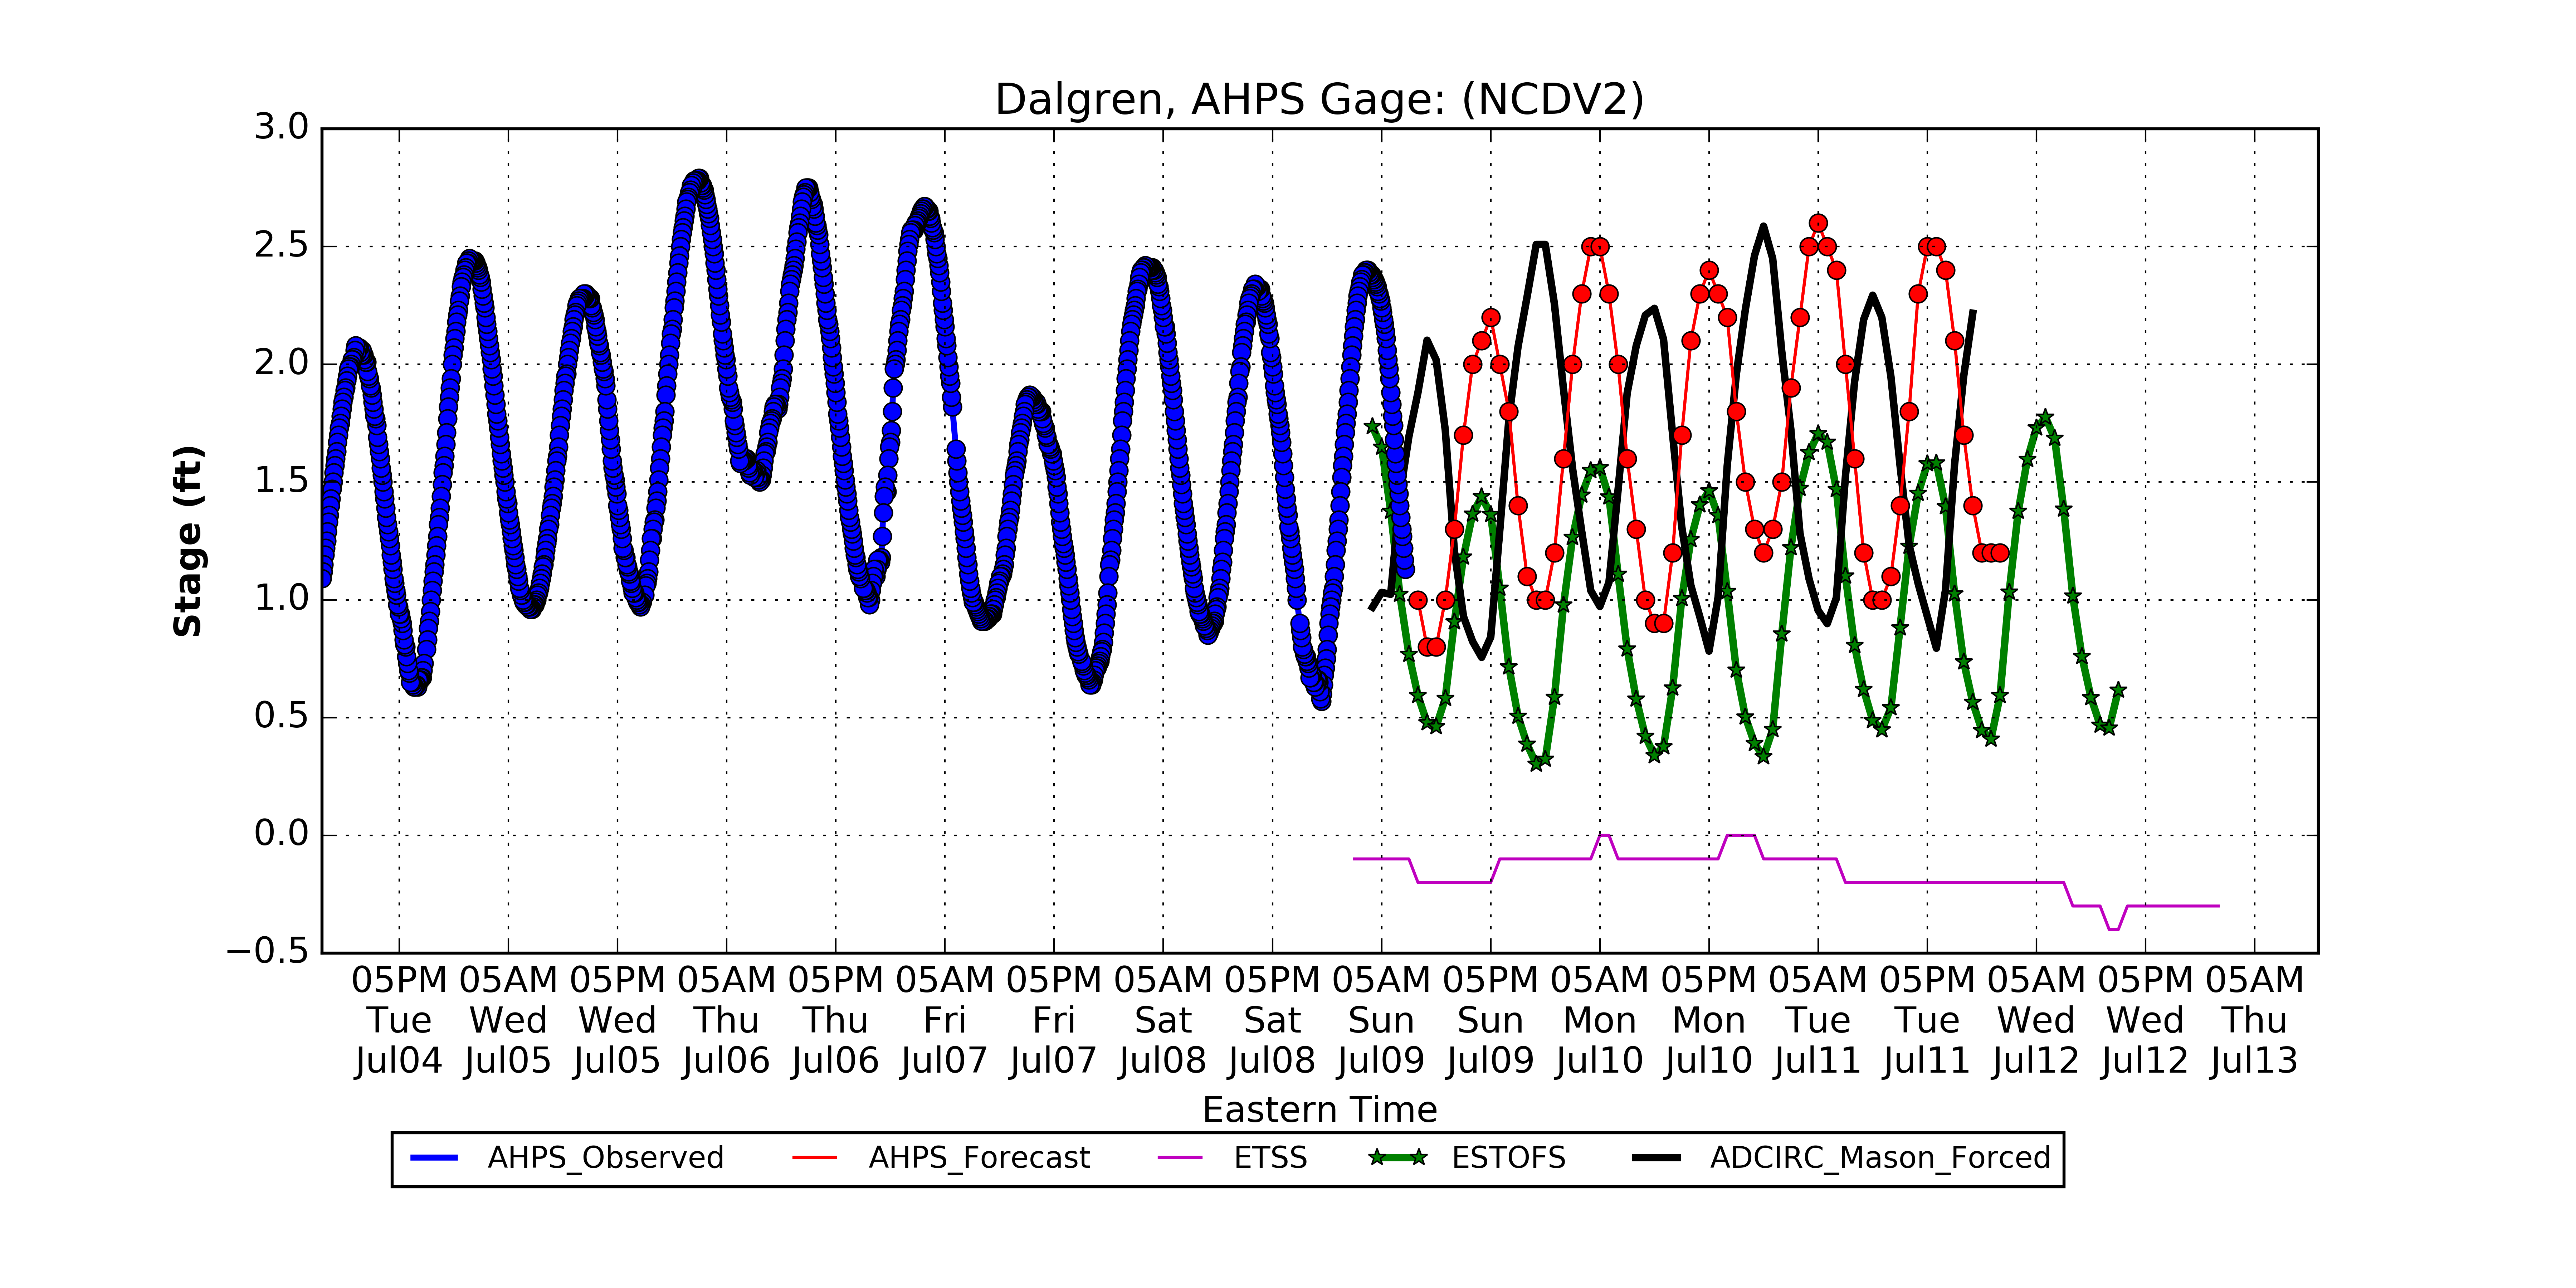 Dalgren, AHPS Gage: (NCDV2)
3.0
2.5
2.0
1.5
1.0
0.5
0.0
−0.5
Stage (ft)
05PM 05AM 05PM 05AM 05PM 05AM 05PM 05AM 05PM 05AM 05PM 05AM 05PM 05AM 05PM 05AM 05PM 05AM
Tue Wed Wed Thu Thu Fri Fri Sat Sat Sun Sun Mon Mon Tue Tue Wed Wed Thu
Jul04 Jul05 Jul05 Jul06 Jul06 Jul07 Jul07 Jul08 Jul08 Jul09 Jul09 Jul10 Jul10 Jul11 Jul11 Jul12 Jul12 Jul13
Eastern Time
AHPS_Observed AHPS_Forecast ETSS ESTOFS ADCIRC_Mason_Forced